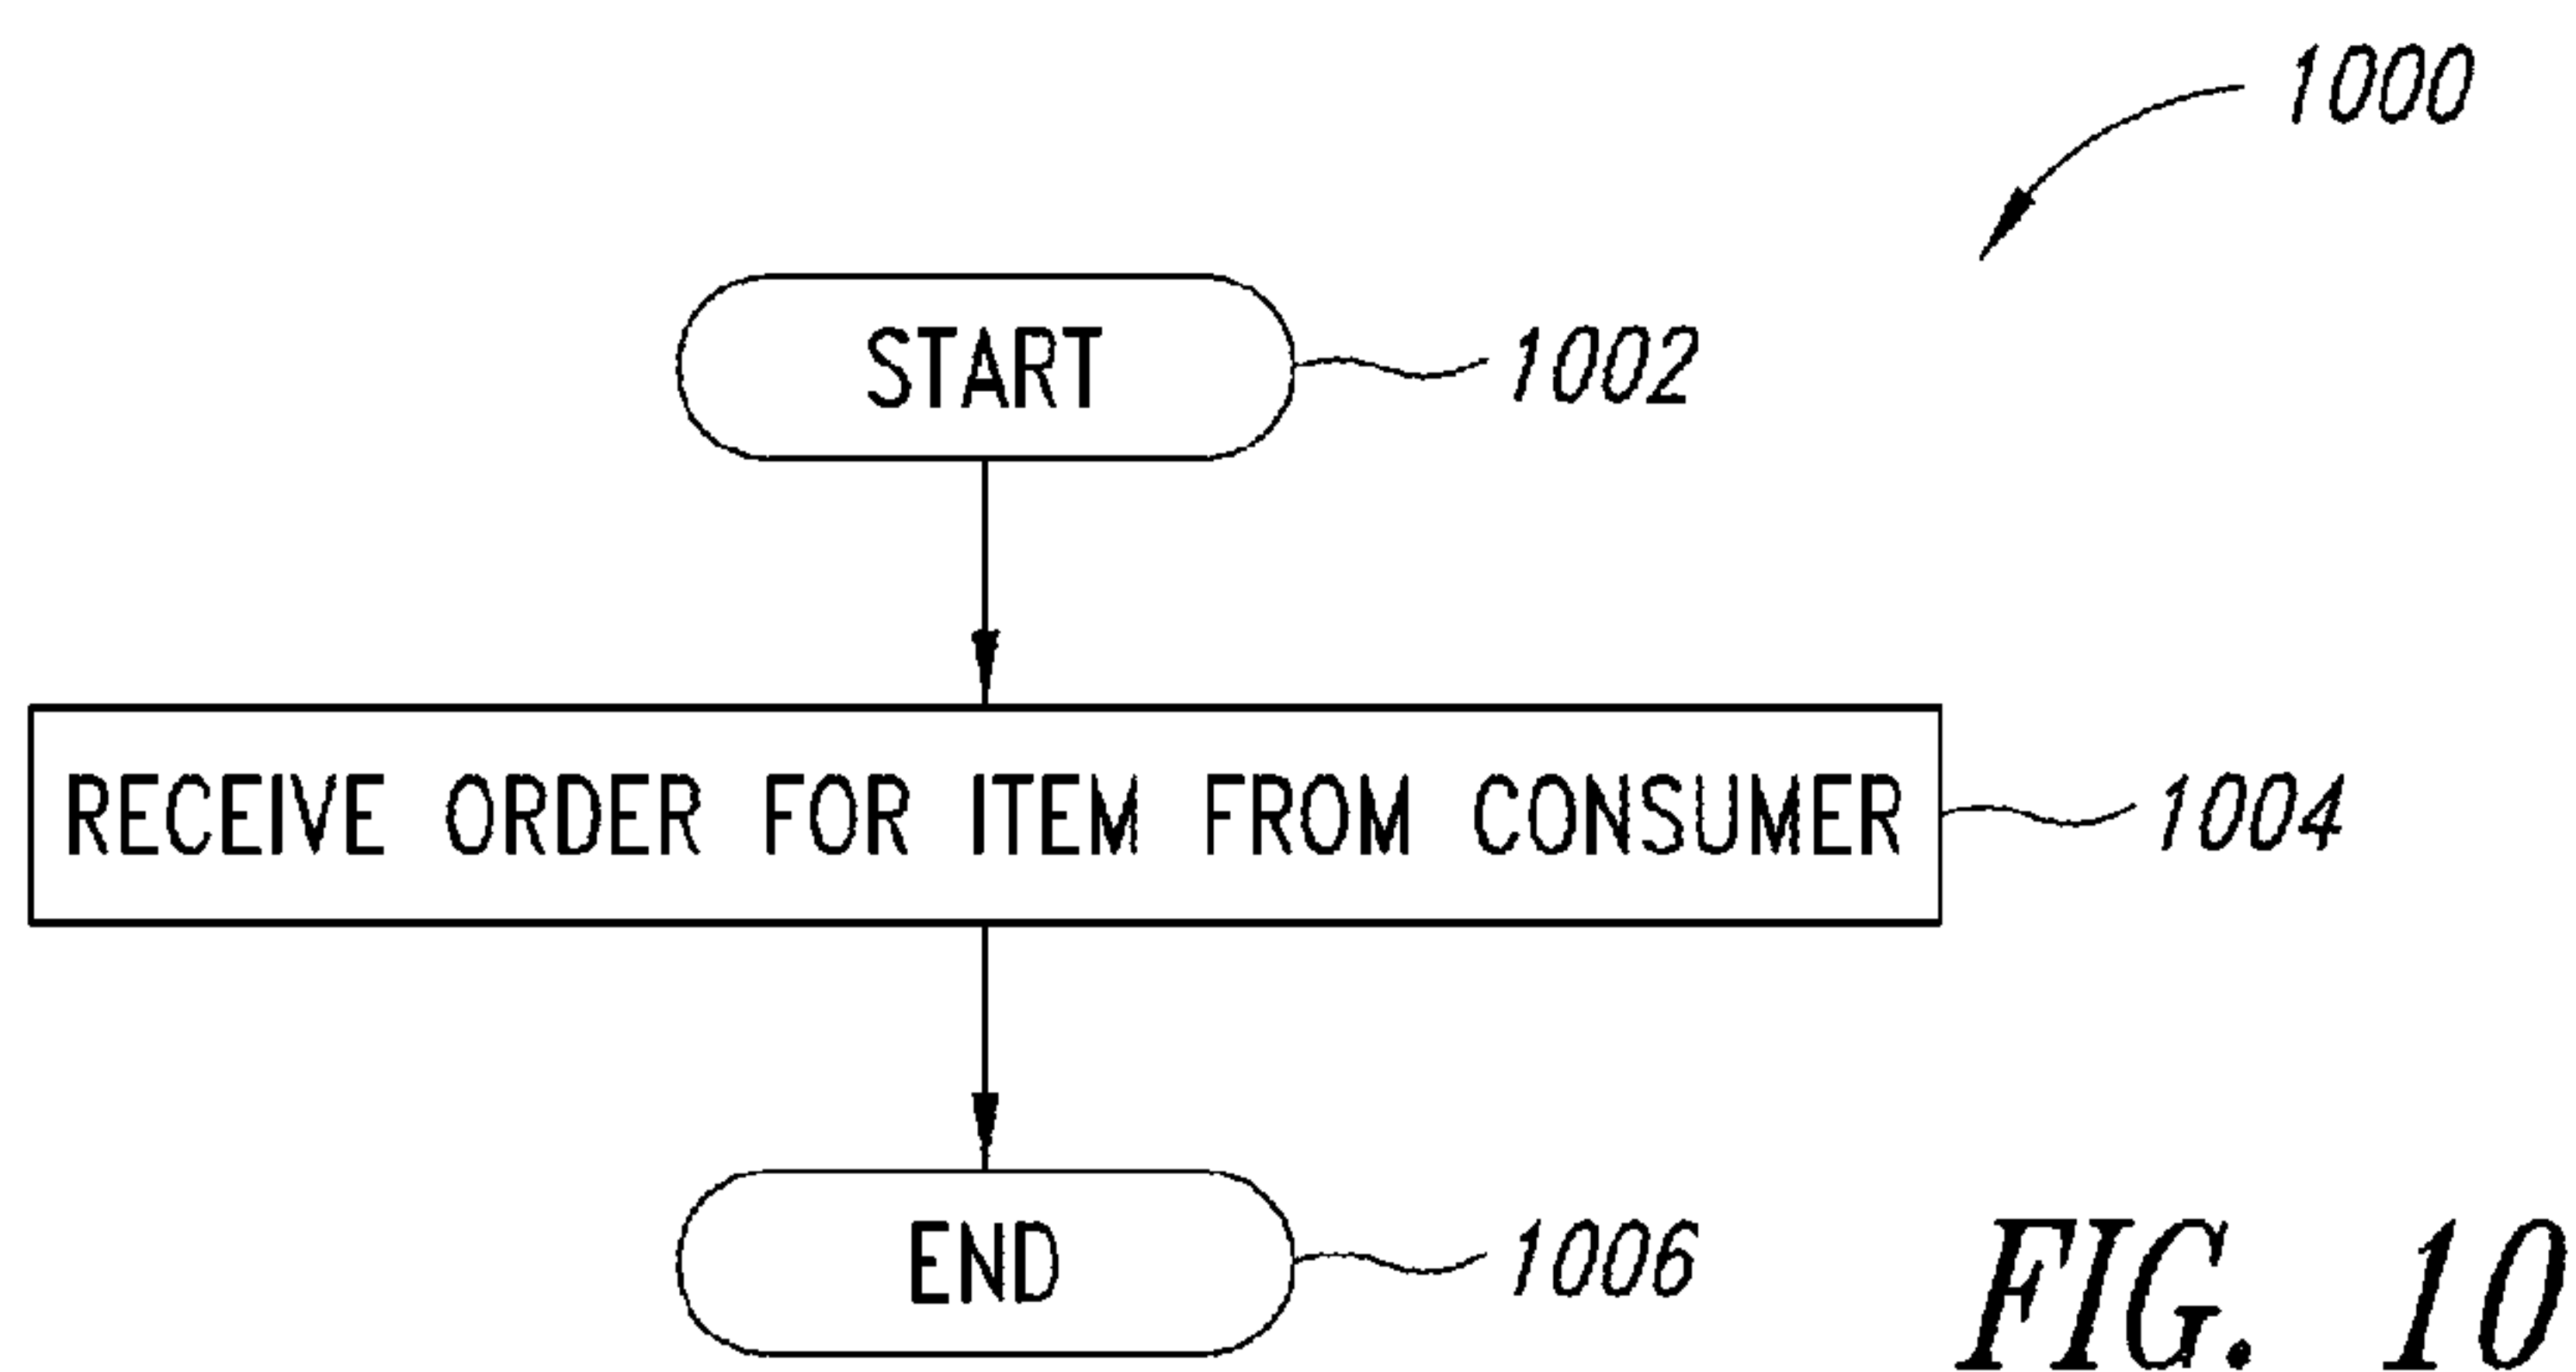 1000
START
1002
RECEIVE ORDER FOR ITEM FROM CONSUMER
1004
END
1006
FIG. 10